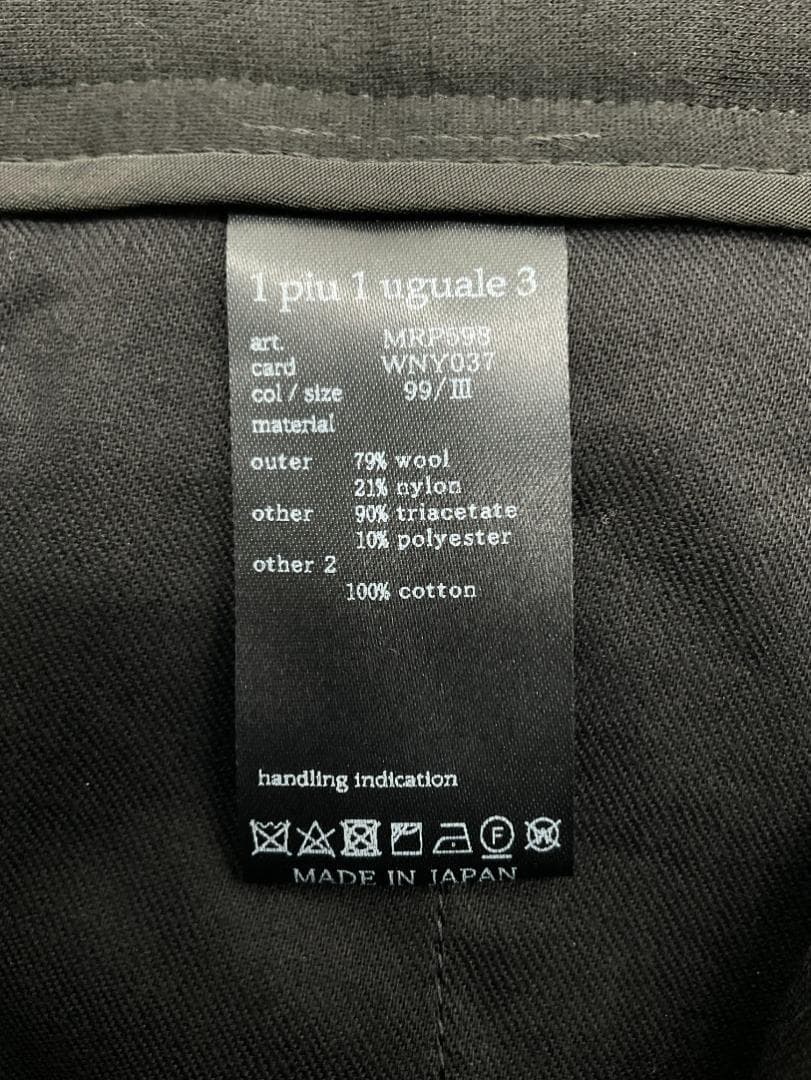 1 piu 1 uguale 3
art. MRP598
card WNY037
col / size 99/Ⅲ
material
outer 79% wool
21% nylon
other 90% triacetate
10% polyester
other 2
100% cotton
handling indication
F W
MADE IN JAPAN